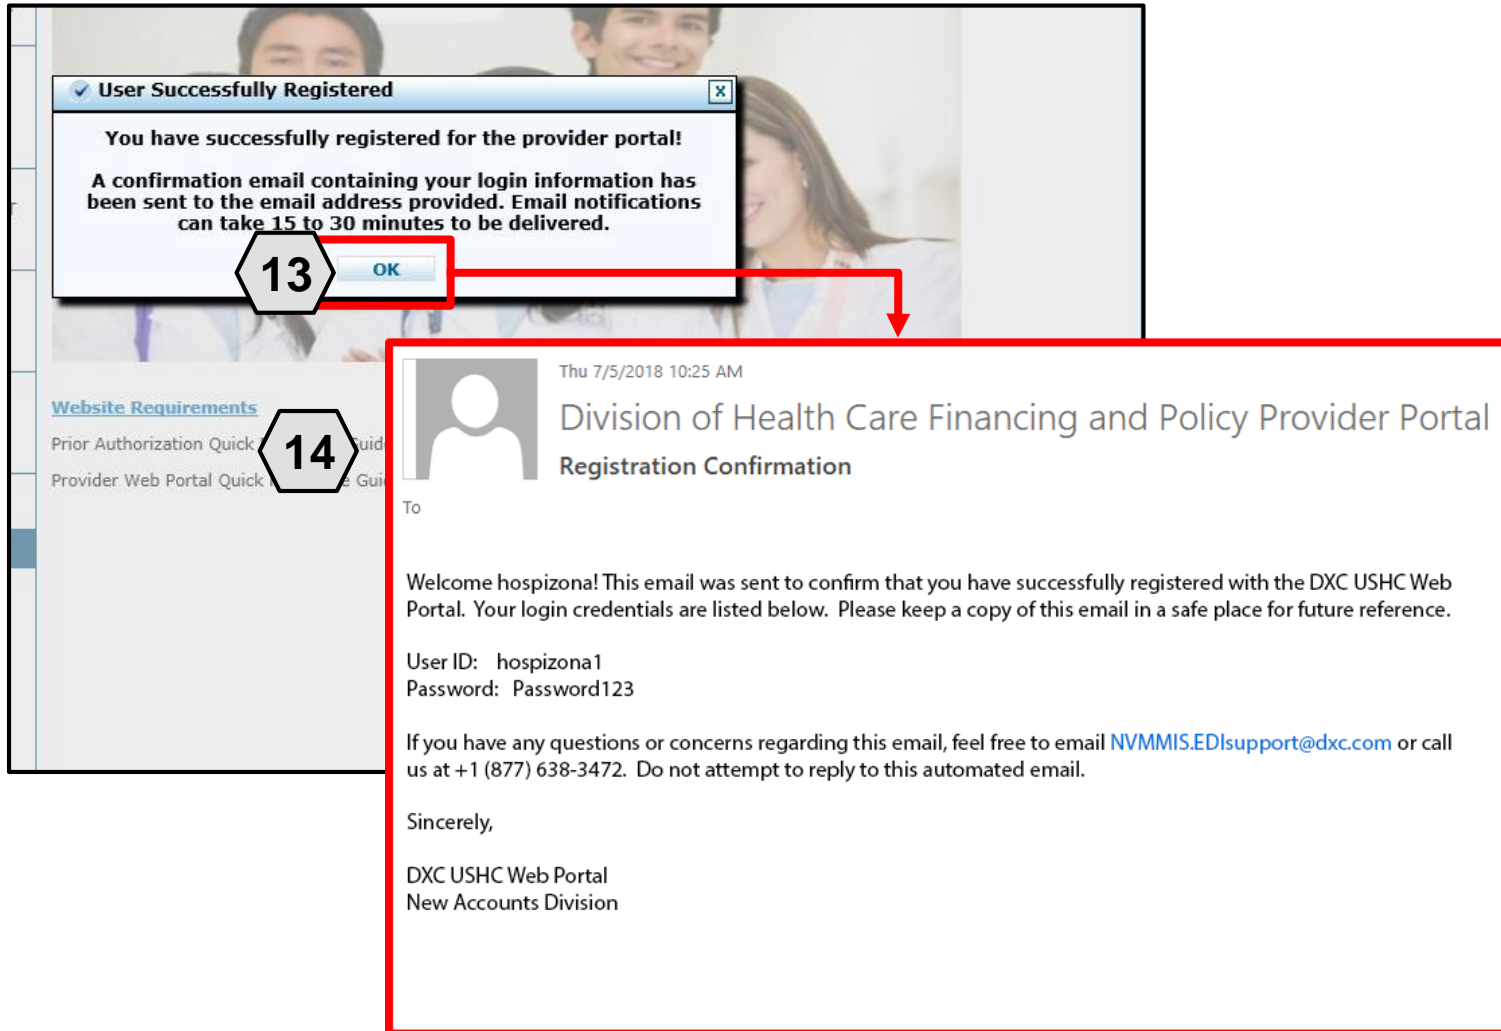 User Successfully Registered
X
You have successfully registered for the provider portal!
A confirmation email containing your login information has
been sent to the email address provided. Email notifications
can take 15 to 30 minutes to be delivered.
13
OK
Website Requirements
Prior Authorization Quick
14
Provider Web Portal Quick
Thu 7/5/2018 10:25 AM
Division of Health Care Financing and Policy Provider Portal
Registration Confirmation
To
Welcome hospizona! This email was sent to confirm that you have successfully registered with the DXC USHC Web
Portal. Your login credentials are listed below. Please keep a copy of this email in a safe place for future reference.
User ID: hospizona1
Password: Password123
If you have any questions or concerns regarding this email, feel free to email NVMMIS.EDIsupport@dxc.com or call
us at +1 (877) 638-3472. Do not attempt to reply to this automated email.
Sincerely,
DXC USHC Web Portal
New Accounts Division